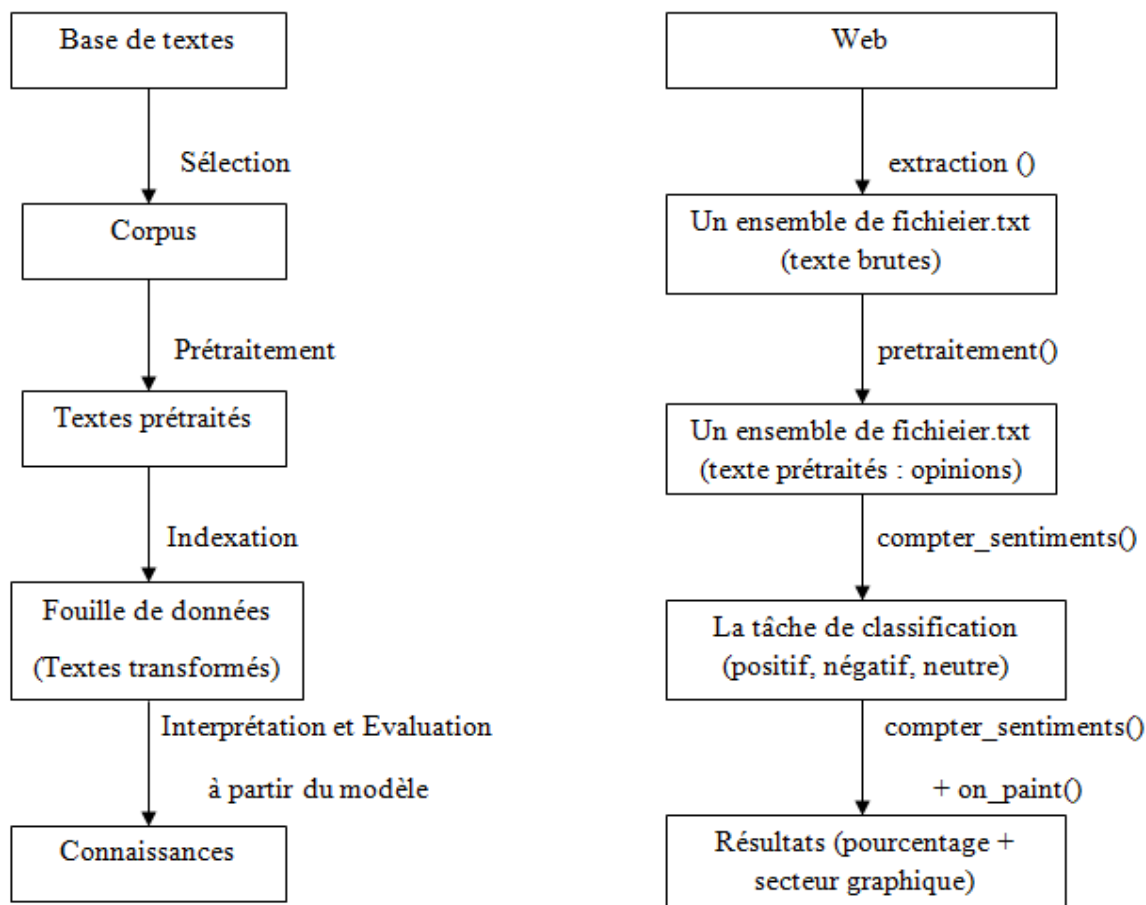 Base de textes
Sélection
Corpus
Prétraitement
Textes prétraités
Indexation
Fouille de données
(Textes transformés)
Interprétation et Evaluation
à partir du modèle
Connaissances
Web
extraction ()
Un ensemble de fichieier.txt
(texte brutes)
pretraitement()
Un ensemble de fichieier.txt
(texte prétraités : opinions)
compter_sentiments()
La tâche de classification
(positif, négatif, neutre)
compter_sentiments()
+ on_paint()
Résultats (pourcentage +
secteur graphique)